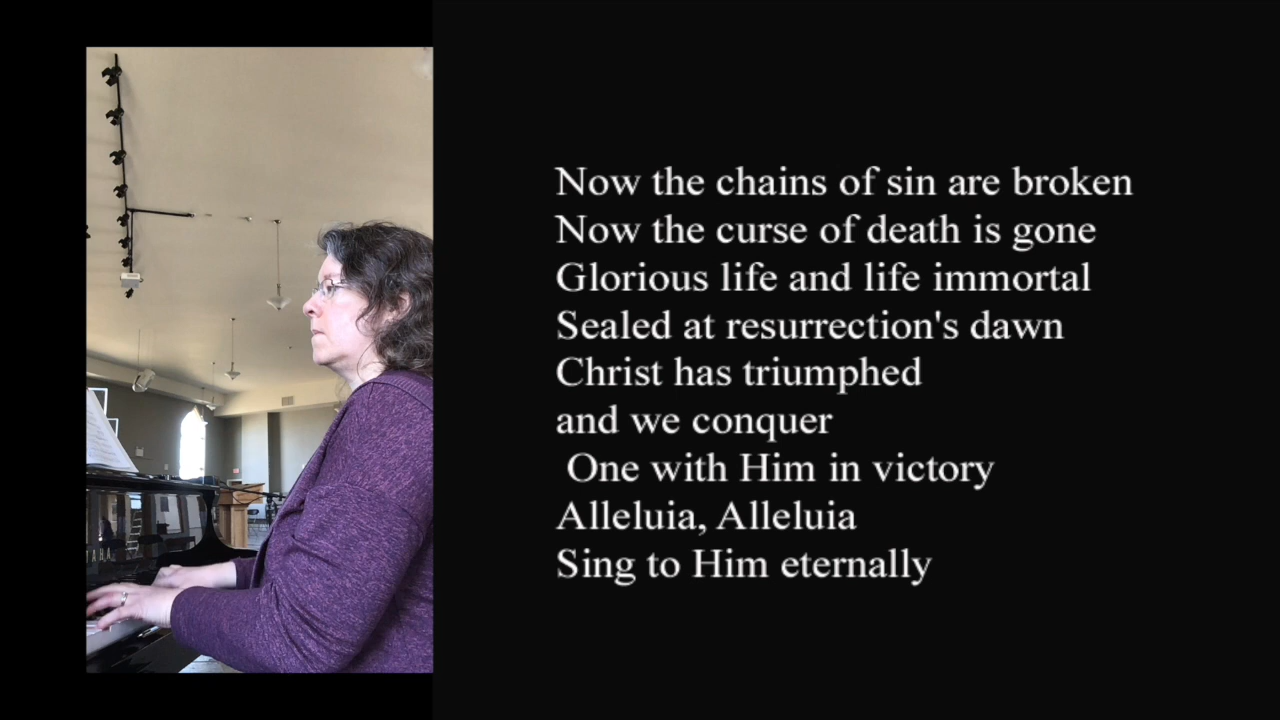 Now the chains of sin are broken
Now the curse of death is gone
Glorious life and life immortal
Sealed at resurrection's dawn
Christ has triumphed
and we conquer
One with Him in victory
Alleluia, Alleluia
Sing to Him eternally